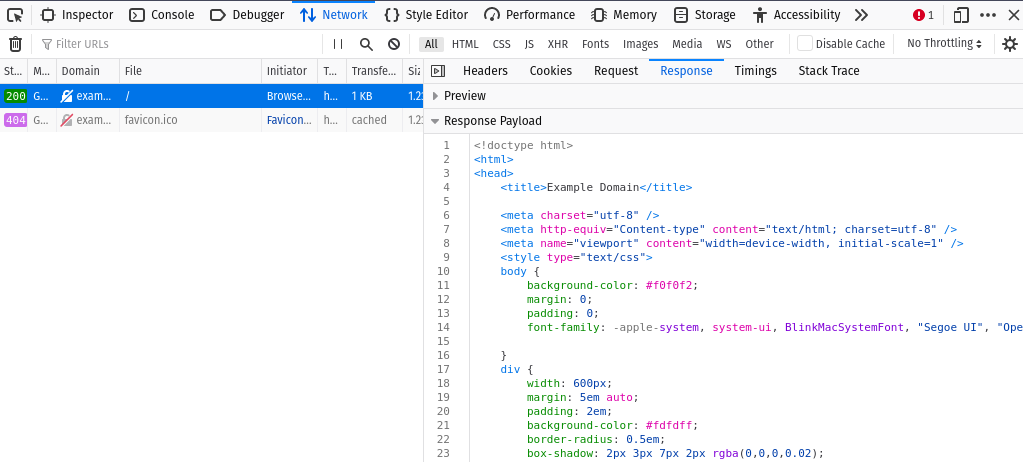 Inspector Console Debugger Network Style Editor Performance Memory Storage Accessibility 1
Filter URLs All HTML CSS JS XHR Fonts Images Media WS Other Disable Cache No Throttling
St... M... Domain File Initiator T... Transfe... Siz
Headers Cookies Request Response Timings Stack Trace
200 G... exam... / Browse... h... 1 KB 1.23
404 G... exam... favicon.ico Favicon... h... cached 1.23
Preview
Response Payload
1 <!doctype html>
2 <html>
3 <head>
4     <title>Example Domain</title>
5
6     <meta charset="utf-8" />
7     <meta http-equiv="Content-type" content="text/html; charset=utf-8" />
8     <meta name="viewport" content="width=device-width, initial-scale=1" />
9     <style type="text/css">
10     body {
11         background-color: #f0f0f2;
12         margin: 0;
13         padding: 0;
14         font-family: -apple-system, system-ui, BlinkMacSystemFont, "Segoe UI", "Ope
15
16     }
17     div {
18         width: 600px;
19         margin: 5em auto;
20         padding: 2em;
21         background-color: #fdfdff;
22         border-radius: 0.5em;
23         box-shadow: 2px 3px 7px 2px rgba(0,0,0,0.02);